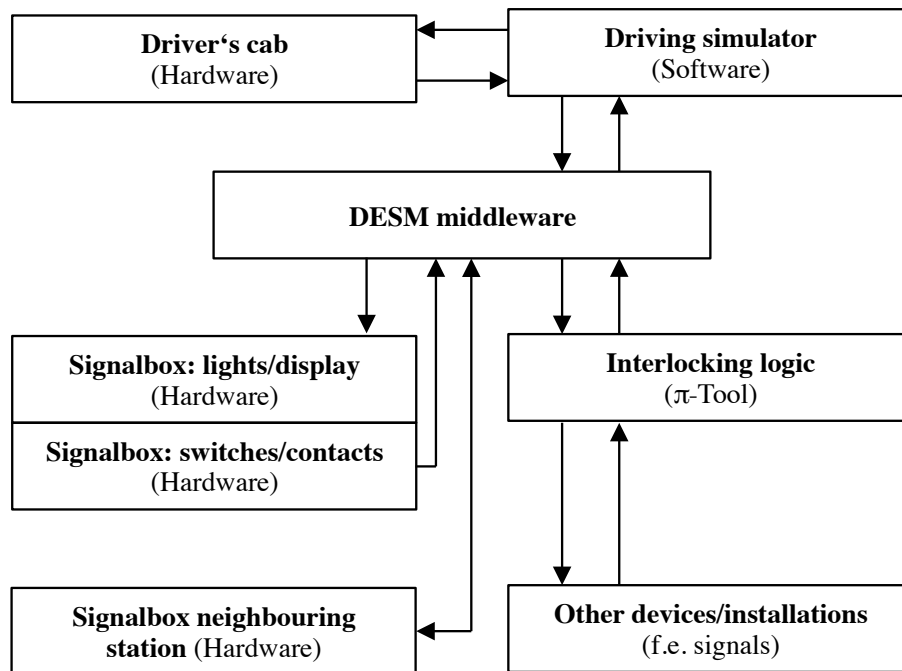 Driver‘s cab
(Hardware)
Driving simulator
(Software)
DESM middleware
Signalbox: lights/display
(Hardware)
Interlocking logic
(π-Tool)
Signalbox: switches/contacts
(Hardware)
Signalbox neighbouring
station (Hardware)
Other devices/installations
(f.e. signals)